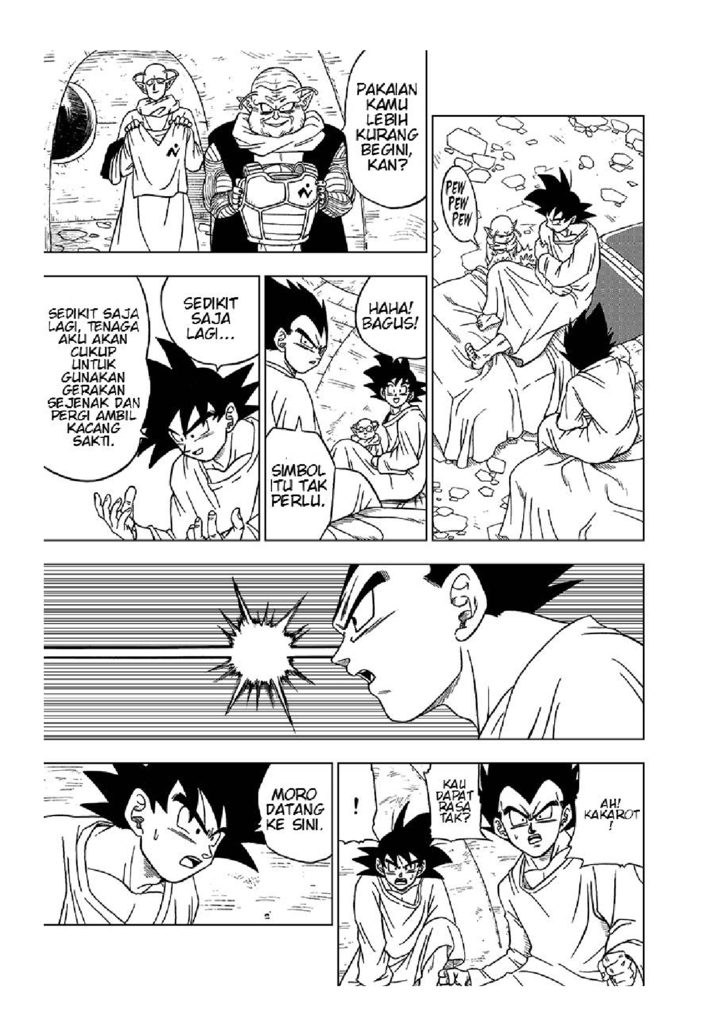 PEW
PEW
PEW
PAKAIAN
KAMU
LEBIH
KURANG
BEGINI,
KAN?
HAHA!
BAGUS!
SIMBOL
ITU TAK
PERLU.
SEDIKIT
SAJA
LAGI...
SEDIKIT SAJA
LAGI, TENAGA
AKU AKAN
CUKUP
UNTUK
GUNAKAN
GERAKAN
SEJENAK DAN
PERGI AMBIL
KACANG
SAKTI.
AH!
KAKAROT
!
KAU
DAPAT
RASA
TAK?
!
MORO
DATANG
KE SINI.